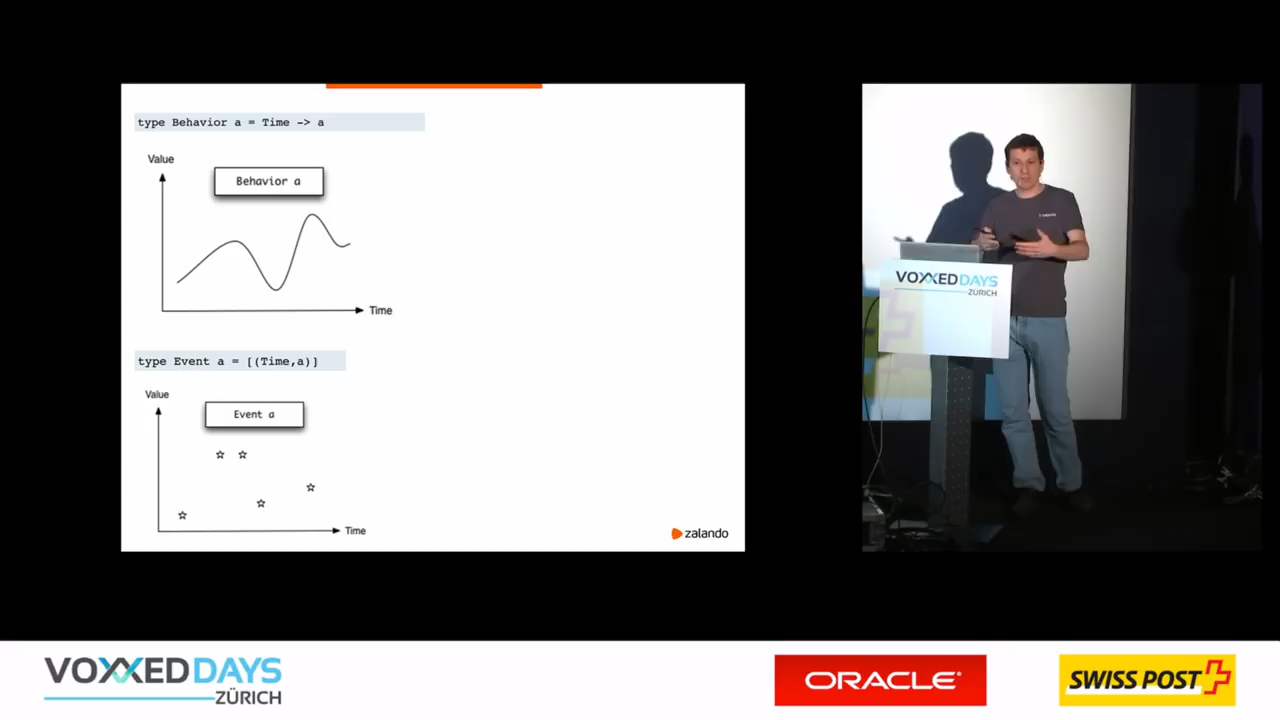 type Behavior a = Time -> a
Value
Behavior a
Time
type Event a = [(Time,a)]
Value
Event a
Time
zalando
VOXXED DAYS
ZÜRICH
VOXXED DAYS
ZÜRICH
ORACLE
SWISS POST